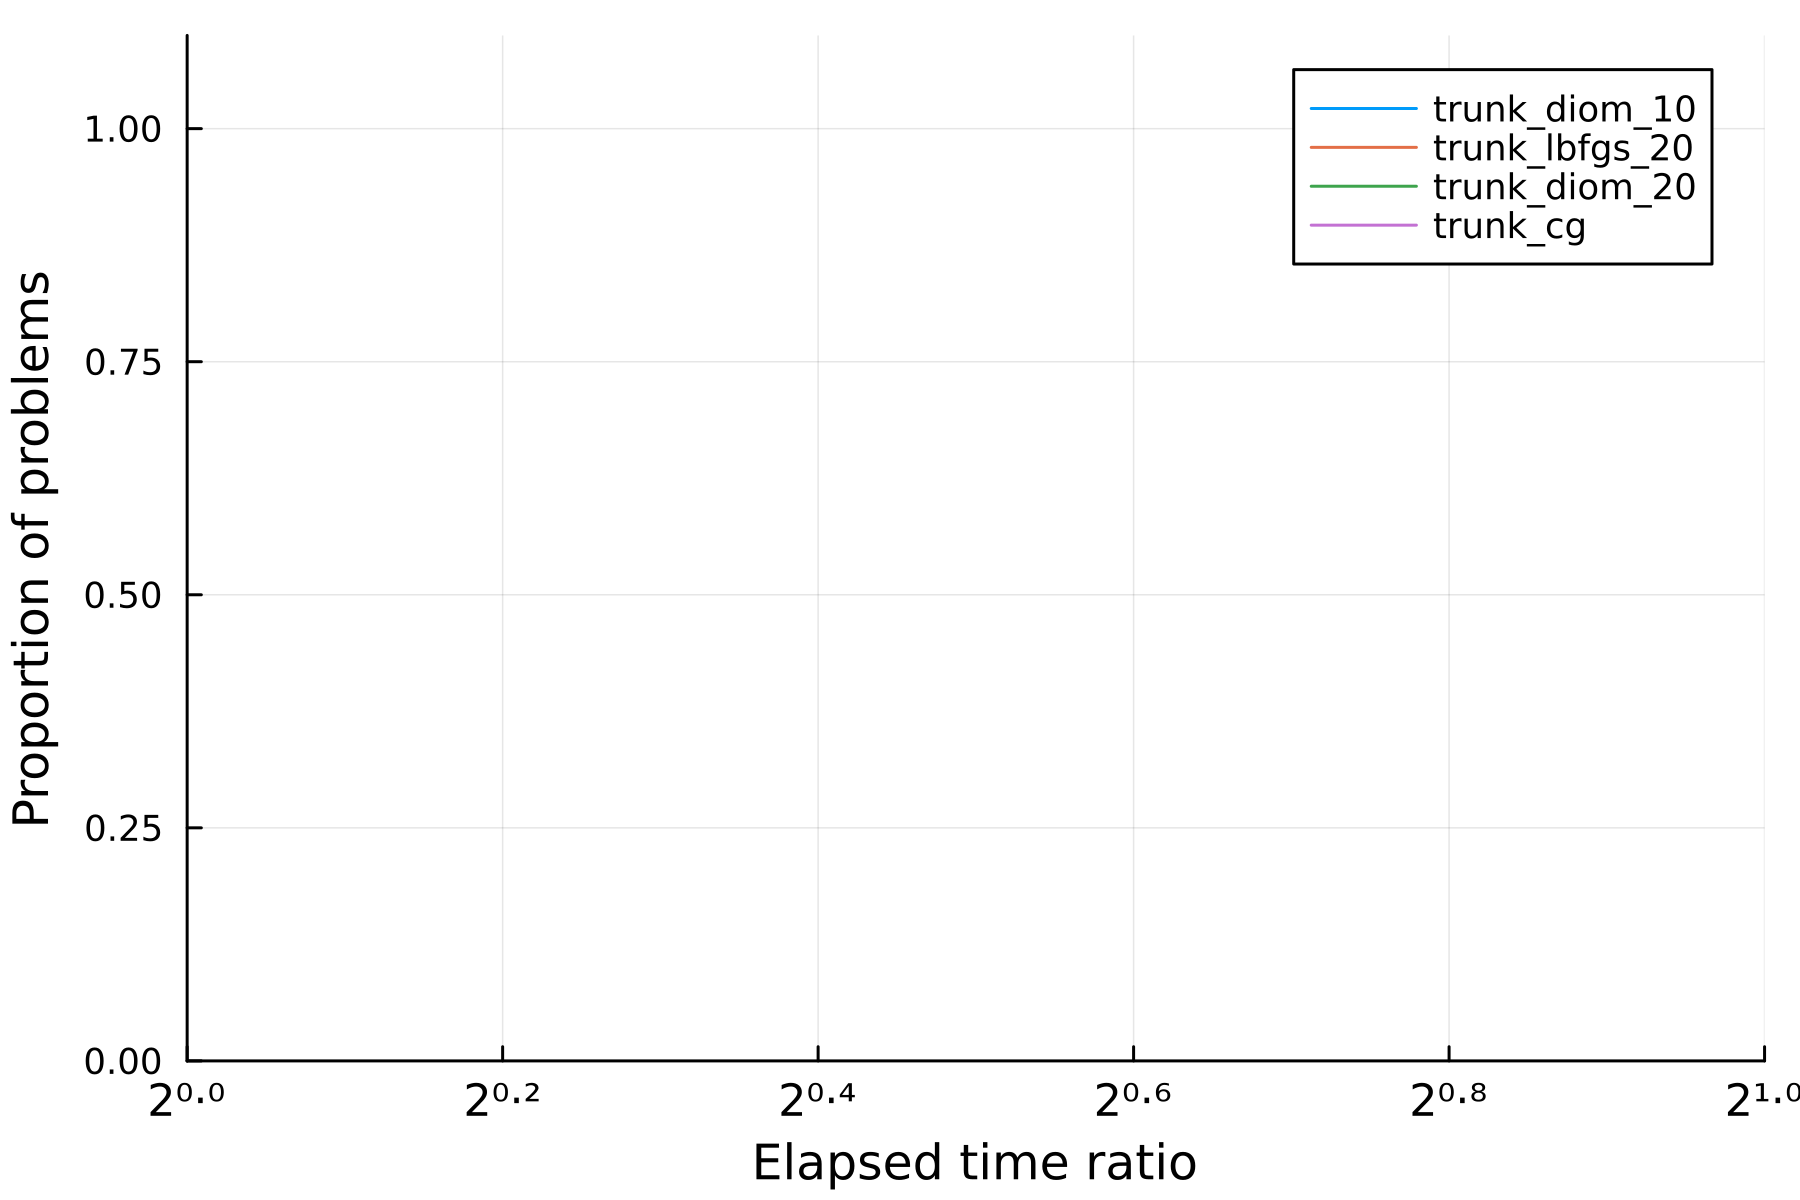 trunk_diom_10
trunk_lbfgs_20
trunk_diom_20
trunk_cg
Proportion of problems
1.00
0.75
0.50
0.25
0.00
2⁰·⁰ 2⁰·² 2⁰·⁴ 2⁰·⁶ 2⁰·⁸ 2¹·⁰
Elapsed time ratio